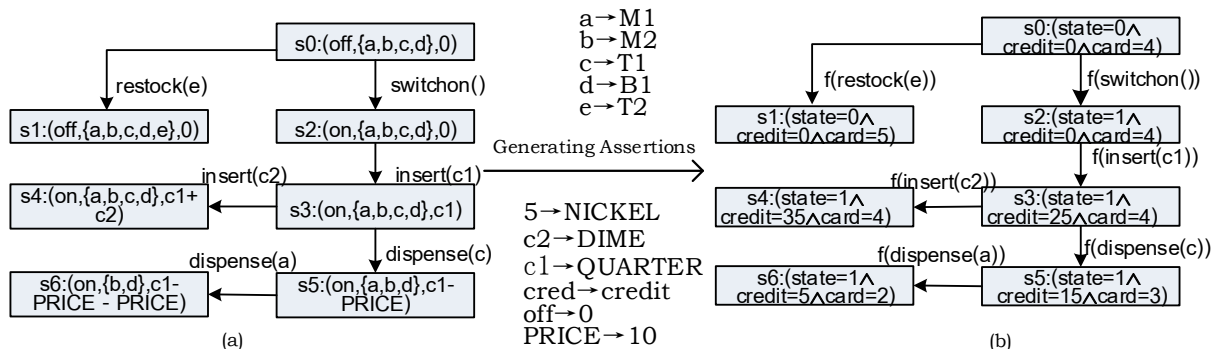 s0:(off,{a,b,c,d},0)
restock(e)
switchon()
s1:(off,{a,b,c,d,e},0)
s2:(on,{a,b,c,d},0)
insert(c2)
insert(c1)
s4:(on,{a,b,c,d},c1+
c2)
s3:(on,{a,b,c,d},c1)
dispense(a)
dispense(c)
s6:(on,{b,d},c1-
PRICE - PRICE)
s5:(on,{a,b,d},c1-
PRICE)
(a)
a→M1
b→M2
c→T1
d→B1
e→T2
Generating Assertions
5→NICKEL
c2→DIME
c1→QUARTER
cred→credit
off→0
PRICE→10
s0:(state=0∧
credit=0∧card=4)
f(restock(e))
f(switchon())
s1:(state=0∧
credit=0∧card=5)
s2:(state=1∧
credit=0∧card=4)
f(insert(c2))
f(insert(c1))
s4:(state=1∧
credit=35∧card=4)
s3:(state=1∧
credit=25∧card=4)
f(dispense(a))
f(dispense(c))
s6:(state=1∧
credit=5∧card=2)
s5:(state=1∧
credit=15∧card=3)
(b)